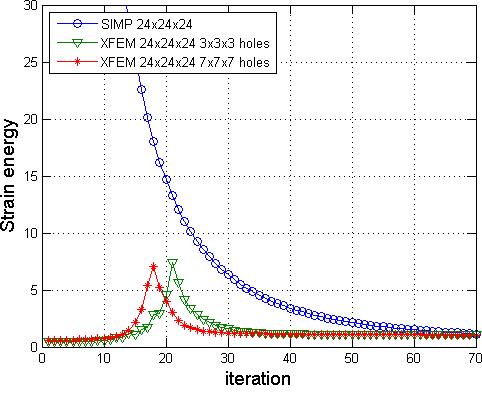 30
SIMP 24x24x24
XFEM 24x24x24 3x3x3 holes
XFEM 24x24x24 7x7x7 holes
25
20
15
10
5
0
Strain energy
0 10 20 30 40 50 60 70
iteration